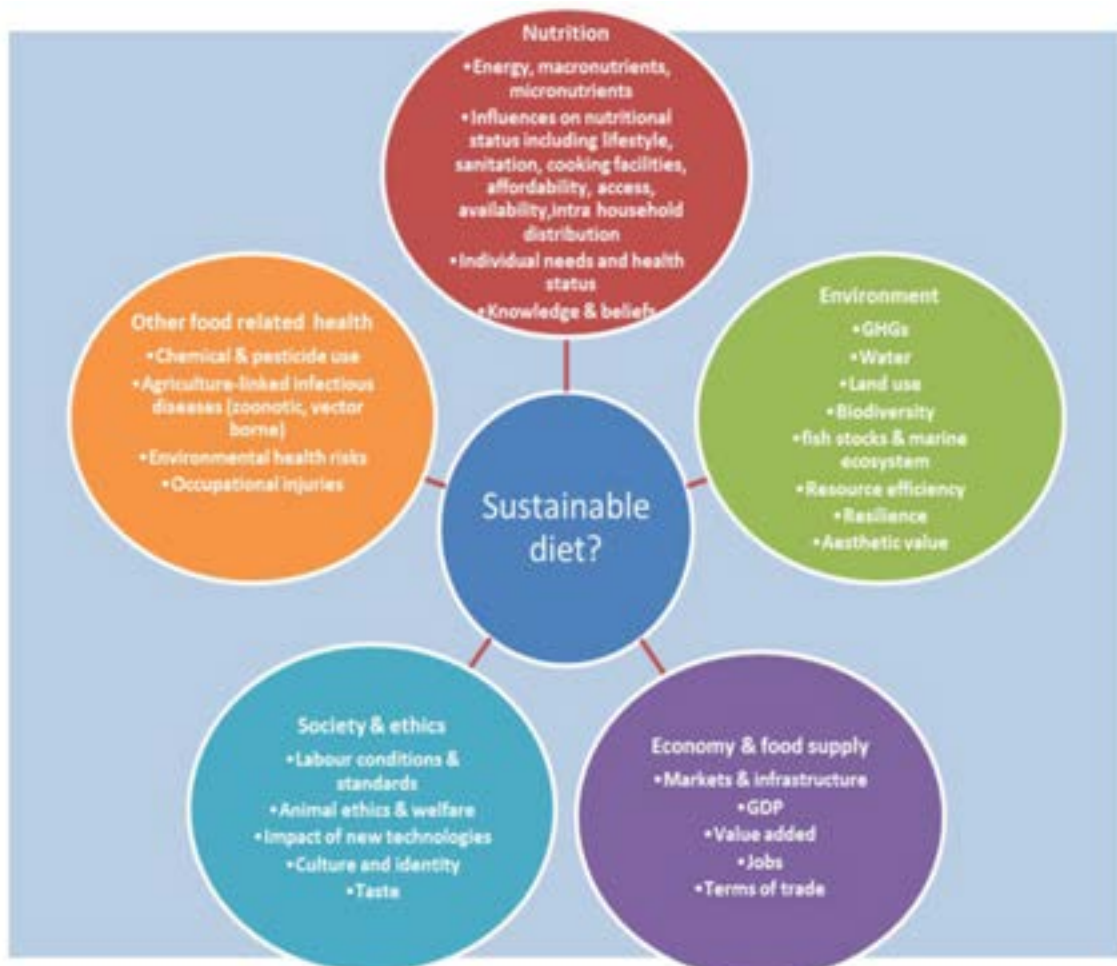 Nutrition
•Energy, macronutrients,
micronutrients
•Influences on nutritional
status including lifestyle,
sanitation, cooking facilities,
affordability, access,
availability,intra household
distribution
•Individual needs and health
status
•Knowledge & beliefs
Environment
•GHGs
•Water
•Land use
•Biodiversity
•fish stocks & marine
ecosystem
•Resource efficiency
•Resilience
•Aesthetic value
Economy & food supply
•Markets & infrastructure
•GDP
•Value added
•Jobs
•Terms of trade
Society & ethics
•Labour conditions &
standards
•Animal ethics & welfare
•Impact of new technologies
•Culture and identity
•Taste
Other food related health
•Chemical & pesticide use
•Agriculture-linked infectious
diseases (zoonotic, vector
borne)
•Environmental health risks
•Occupational injuries
Sustainable
diet?